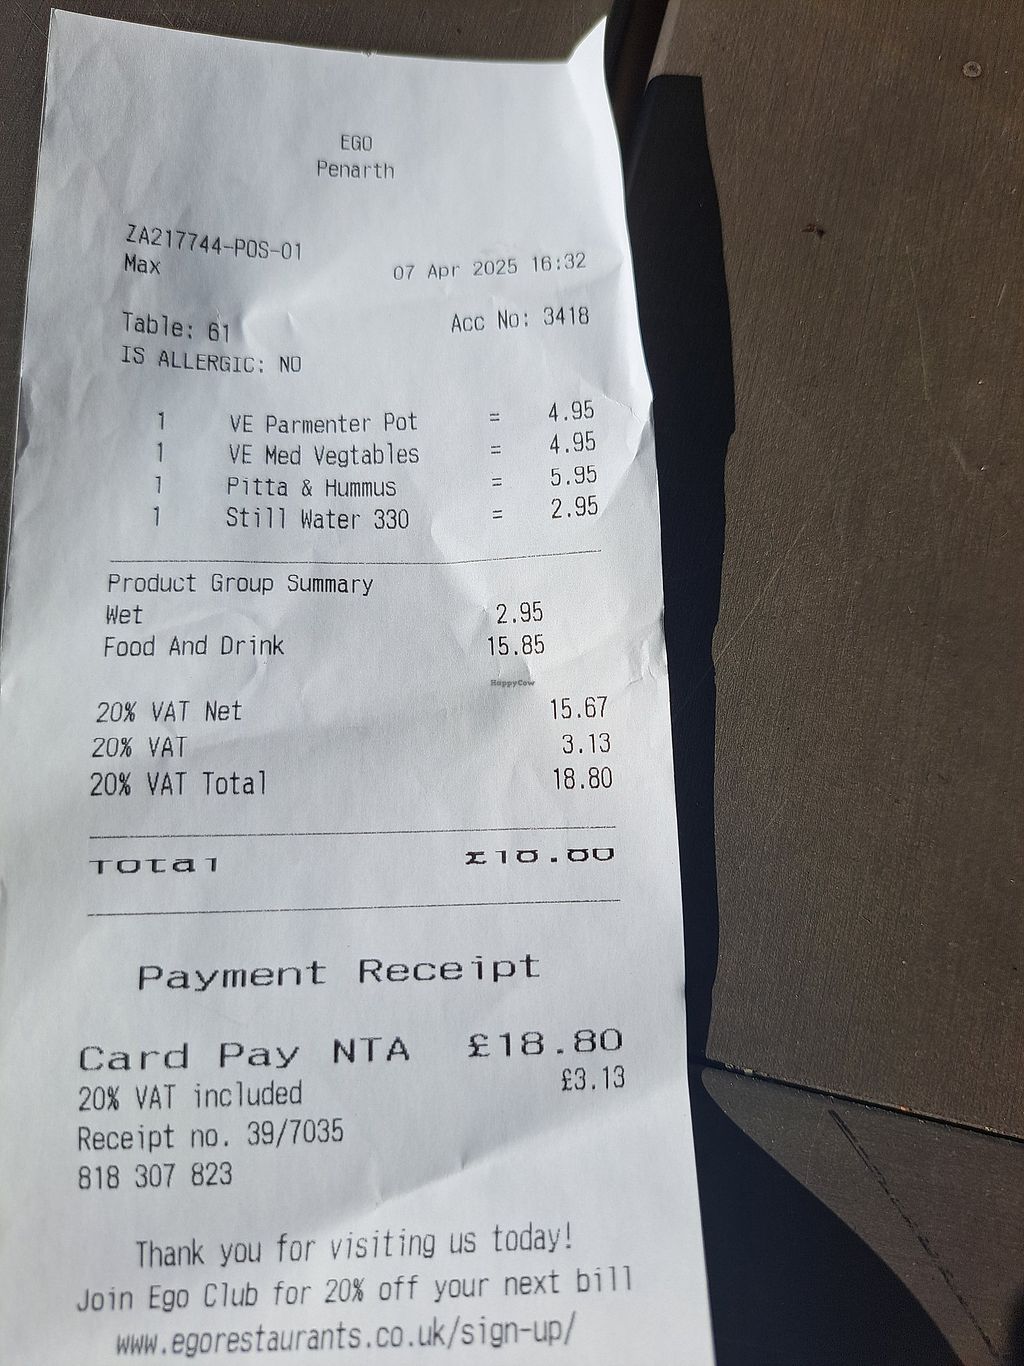 EGO
Penarth
ZA217744-POS-01
Max 07 Apr 2025 16:32
Table: 61 Acc No: 3418
IS ALLERGIC: NO
1 VE Parmenter Pot = 4.95
1 VE Med Vegtables = 4.95
1 Pitta & Hummus = 5.95
1 Still Water 330 = 2.95
Product Group Summary
Wet 2.95
Food And Drink 15.85
HappyCow
20% VAT Net 15.67
20% VAT 3.13
20% VAT Total 18.80
Total £18.80
Payment Receipt
Card Pay NTA £18.80
20% VAT included £3.13
Receipt no. 39/7035
818 307 823
Thank you for visiting us today!
Join Ego Club for 20% off your next bill
www.egorestaurants.co.uk/sign-up/